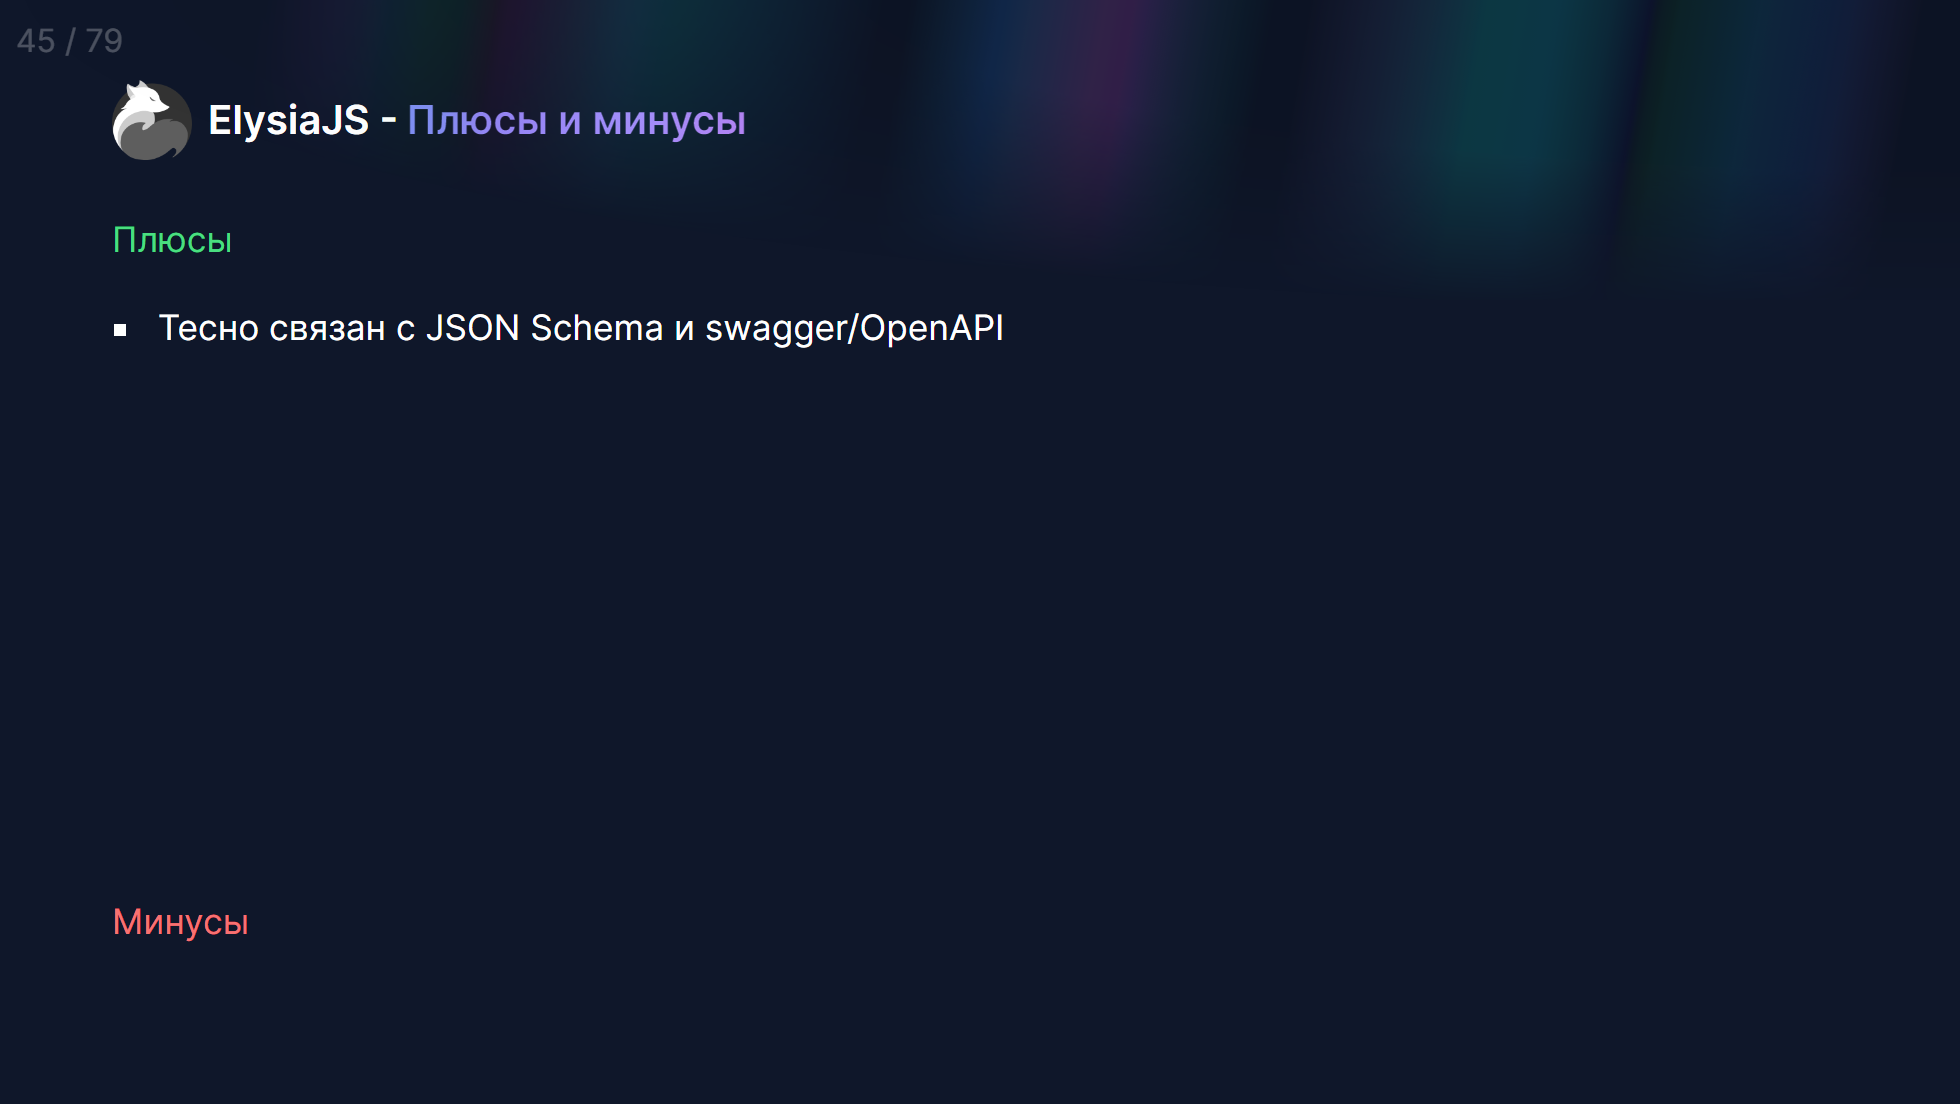 45 / 79
ElysiaJS - Плюсы и минусы
Плюсы
Тесно связан с JSON Schema и swagger/OpenAPI
Минусы